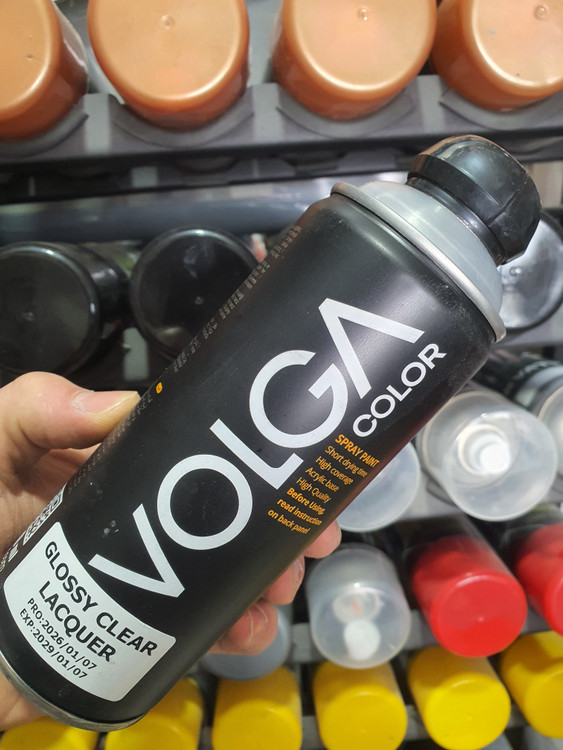 VOLGA
COLOR
SPRAY PAINT
Short drying time
High coverage
Acrylic base
High Quality
Before Using,
read instruction
on back panel
GLOSSY CLEAR
LACQUER
PRO:2026/01/07
EXP:2029/01/07